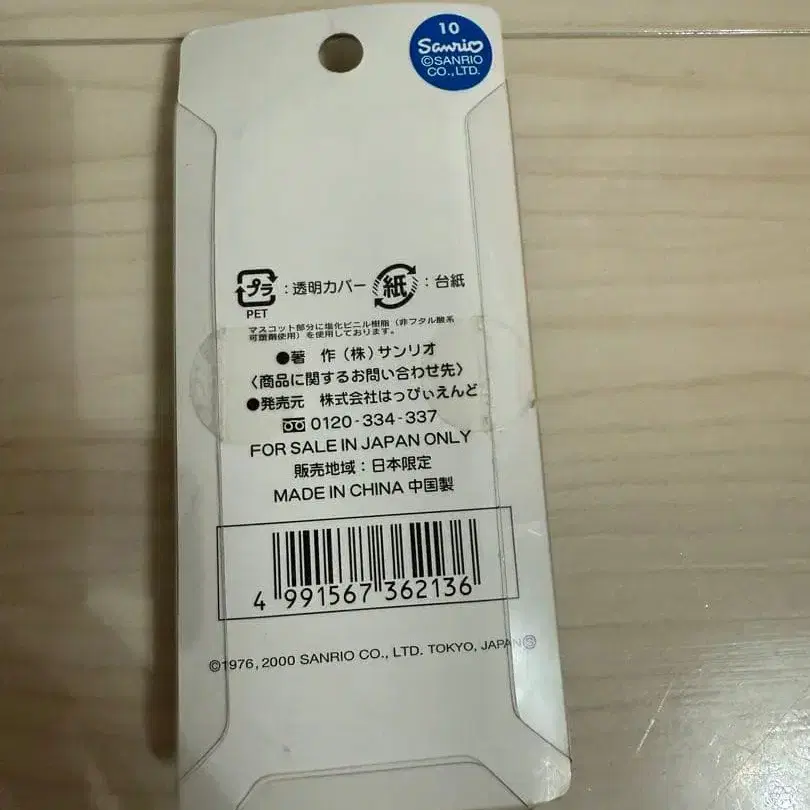 10
Sanrio
©SANRIO
CO.,LTD.
プラ
PET
:透明カバー
紙
:台紙
マスコット部分に塩化ビニル樹脂(非フタル酸系
可塑剤使用)を使用しております。
●著 作(株)サンリオ
〈商品に関するお問い合わせ先〉
●発売元 株式会社はっぴぃえんど
0120-334-337
FOR SALE IN JAPAN ONLY
販売地域:日本限定
MADE IN CHINA 中国製
4 991567 362136
©1976, 2000 SANRIO CO., LTD. TOKYO, JAPAN Ⓢ